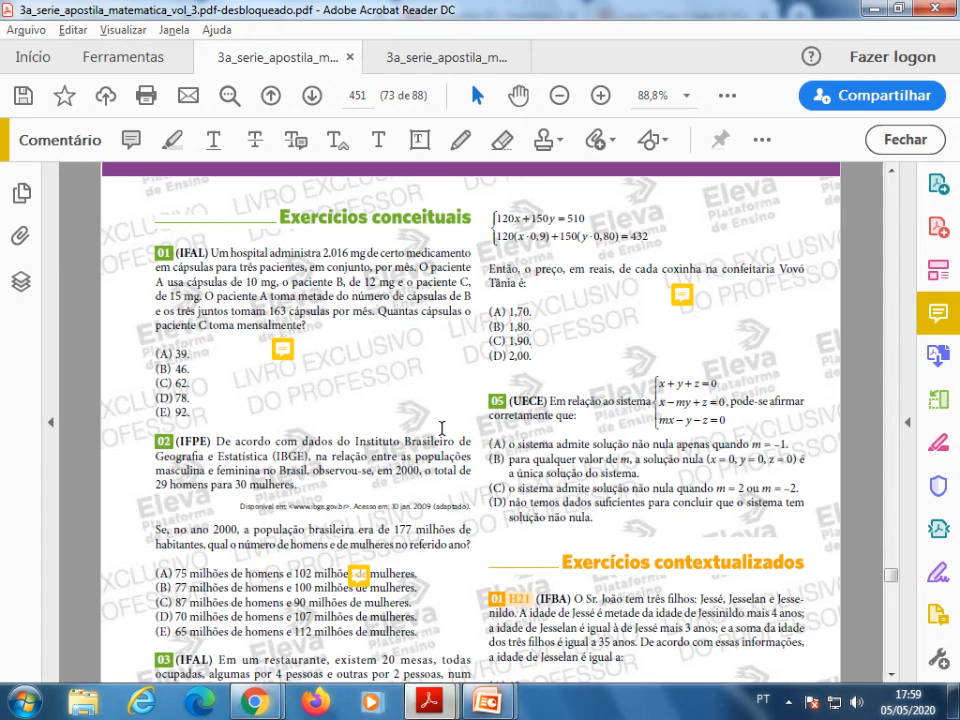 3a_serie_apostila_matematica_vol_3.pdf-desbloqueado.pdf - Adobe Acrobat Reader DC
Arquivo Editar Visualizar Janela Ajuda
Início Ferramentas 3a_serie_apostila_m... × 3a_serie_apostila_m... Fazer logon
451 (73 de 88) 88,8% Compartilhar
Comentário Fechar
Exercícios conceituais
01 (IFAL) Um hospital administra 2.016 mg de certo medicamento
em cápsulas para três pacientes, em conjunto, por mês. O paciente
A usa cápsulas de 10 mg, o paciente B, de 12 mg e o paciente C,
de 15 mg. O paciente A toma metade do número de cápsulas de B
e os três juntos tomam 163 cápsulas por mês. Quantas cápsulas o
paciente C toma mensalmente?
(A) 39.
(B) 46.
(C) 62.
(D) 78.
(E) 92.
02 (IFPE) De acordo com dados do Instituto Brasileiro de
Geografia e Estatística (IBGE), na relação entre as populações
masculina e feminina no Brasil, observou-se, em 2000, o total de
29 homens para 30 mulheres.
Disponível em: <www.ibge.gov.br>. Acesso em: 10 jan. 2009 (adaptado).
Se, no ano 2000, a população brasileira era de 177 milhões de
habitantes, qual o número de homens e de mulheres no referido ano?
(A) 75 milhões de homens e 102 milhões de mulheres.
(B) 77 milhões de homens e 100 milhões de mulheres.
(C) 87 milhões de homens e 90 milhões de mulheres.
(D) 70 milhões de homens e 107 milhões de mulheres.
(E) 65 milhões de homens e 112 milhões de mulheres.
03 (IFAL) Em um restaurante, existem 20 mesas, todas
ocupadas, algumas por 4 pessoas e outras por 2 pessoas, num
120x + 150y = 510
120(x · 0,9) + 150(y · 0,80) = 432
Então, o preço, em reais, de cada coxinha na confeitaria Vovó
Tânia é:
(A) 1,70.
(B) 1,80.
(C) 1,90.
(D) 2,00.
x + y + z = 0
05 (UECE) Em relação ao sistema x − my + z = 0, pode-se afirmar
mx − y − z = 0
corretamente que:
(A) o sistema admite solução não nula apenas quando m = –1.
(B) para qualquer valor de m, a solução nula (x = 0, y = 0, z = 0) é
a única solução do sistema.
(C) o sistema admite solução não nula quando m = 2 ou m = –2.
(D) não temos dados suficientes para concluir que o sistema tem
solução não nula.
Exercícios contextualizados
01 H21 (IFBA) O Sr. João tem três filhos: Jessé, Jesselan e Jesse-
nildo. A idade de Jessé é metade da idade de Jessinildo mais 4 anos;
a idade de Jesselan é igual à de Jessé mais 3 anos; e a soma da idade
dos três filhos é igual a 35 anos. De acordo com essas informações,
a idade de Jesselan é igual a:
Eleva
Plataforma
de Ensino
LIVRO EXCLUSIVO
DO PROFESSOR
PT 17:59
05/05/2020